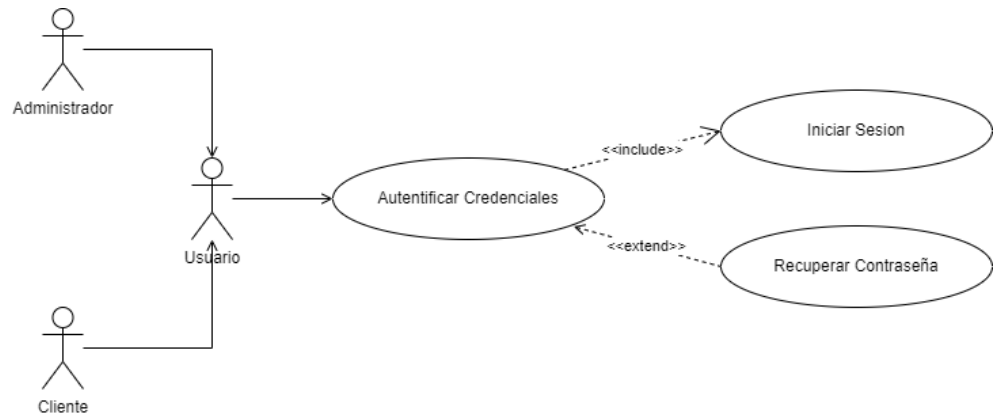 Administrador
Iniciar Sesion
<<include>>
Autentificar Credenciales
Usuario
<<extend>>
Recuperar Contraseña
Cliente